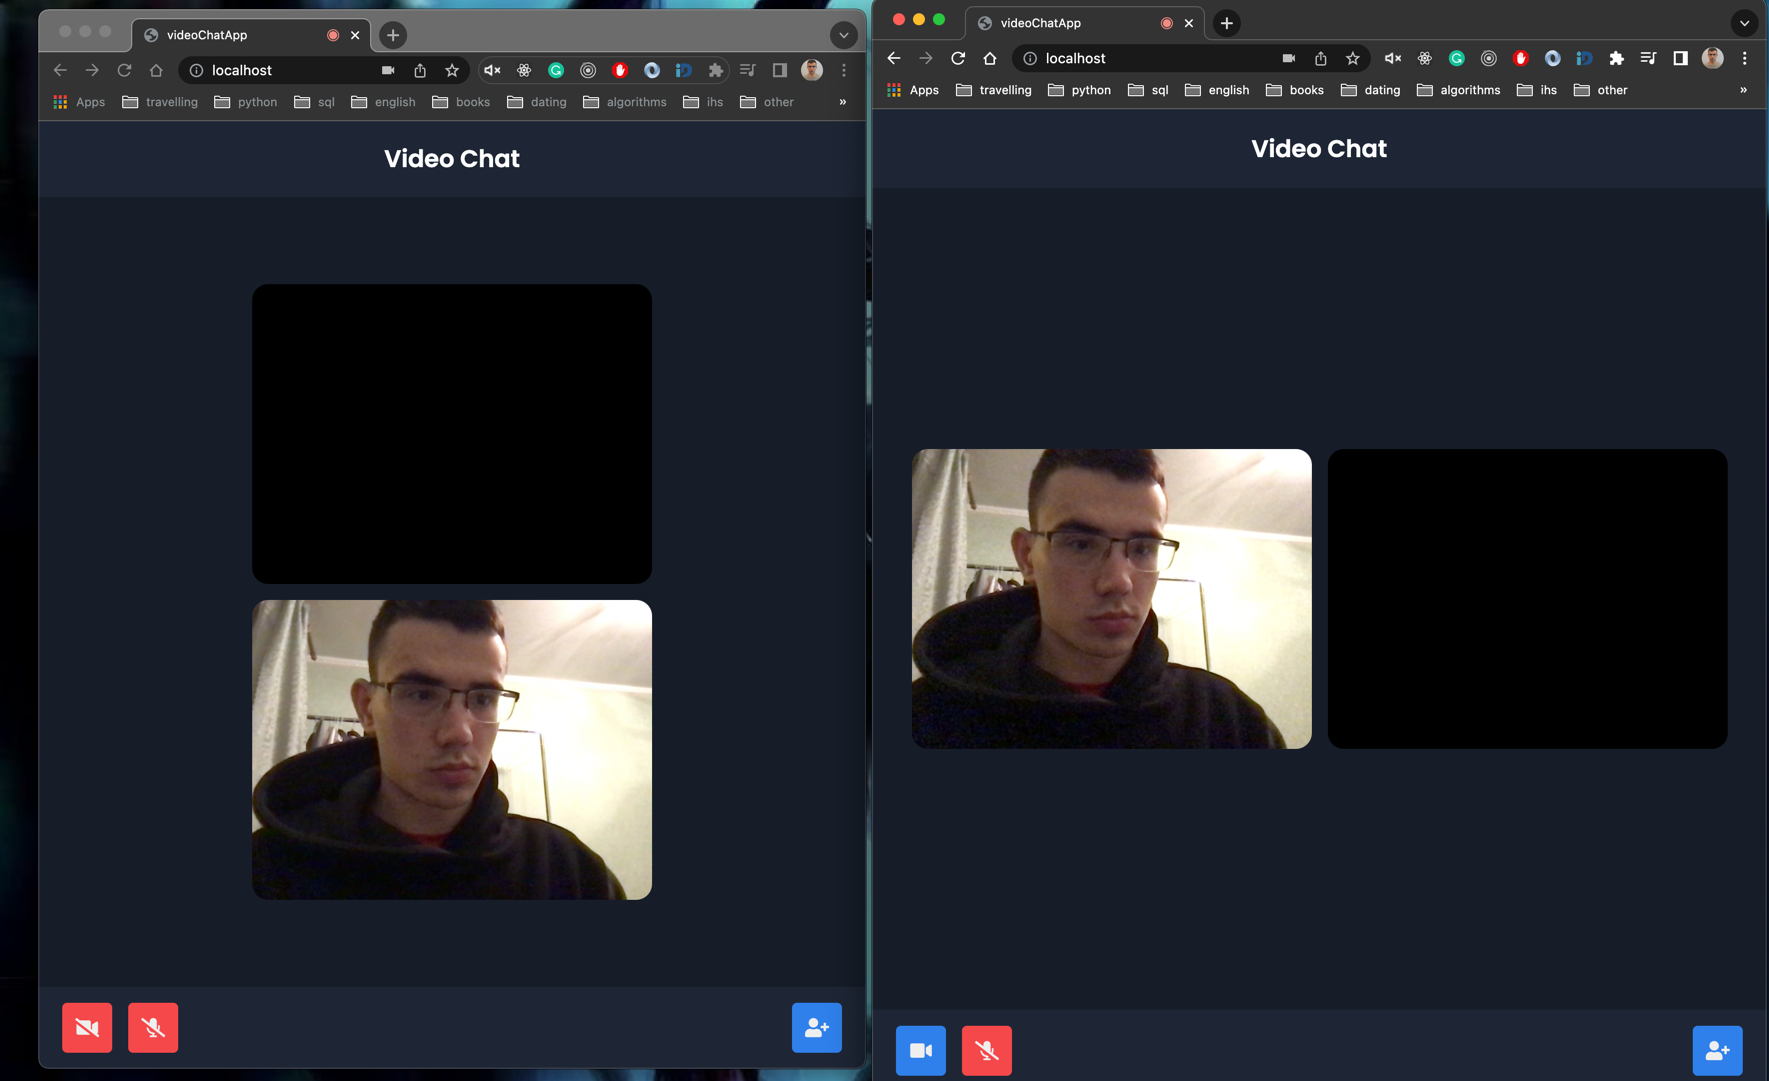 videoChatApp
localhost
Apps travelling python sql english books dating algorithms ihs other »
Video Chat
videoChatApp
localhost
Apps travelling python sql english books dating algorithms ihs other »
Video Chat